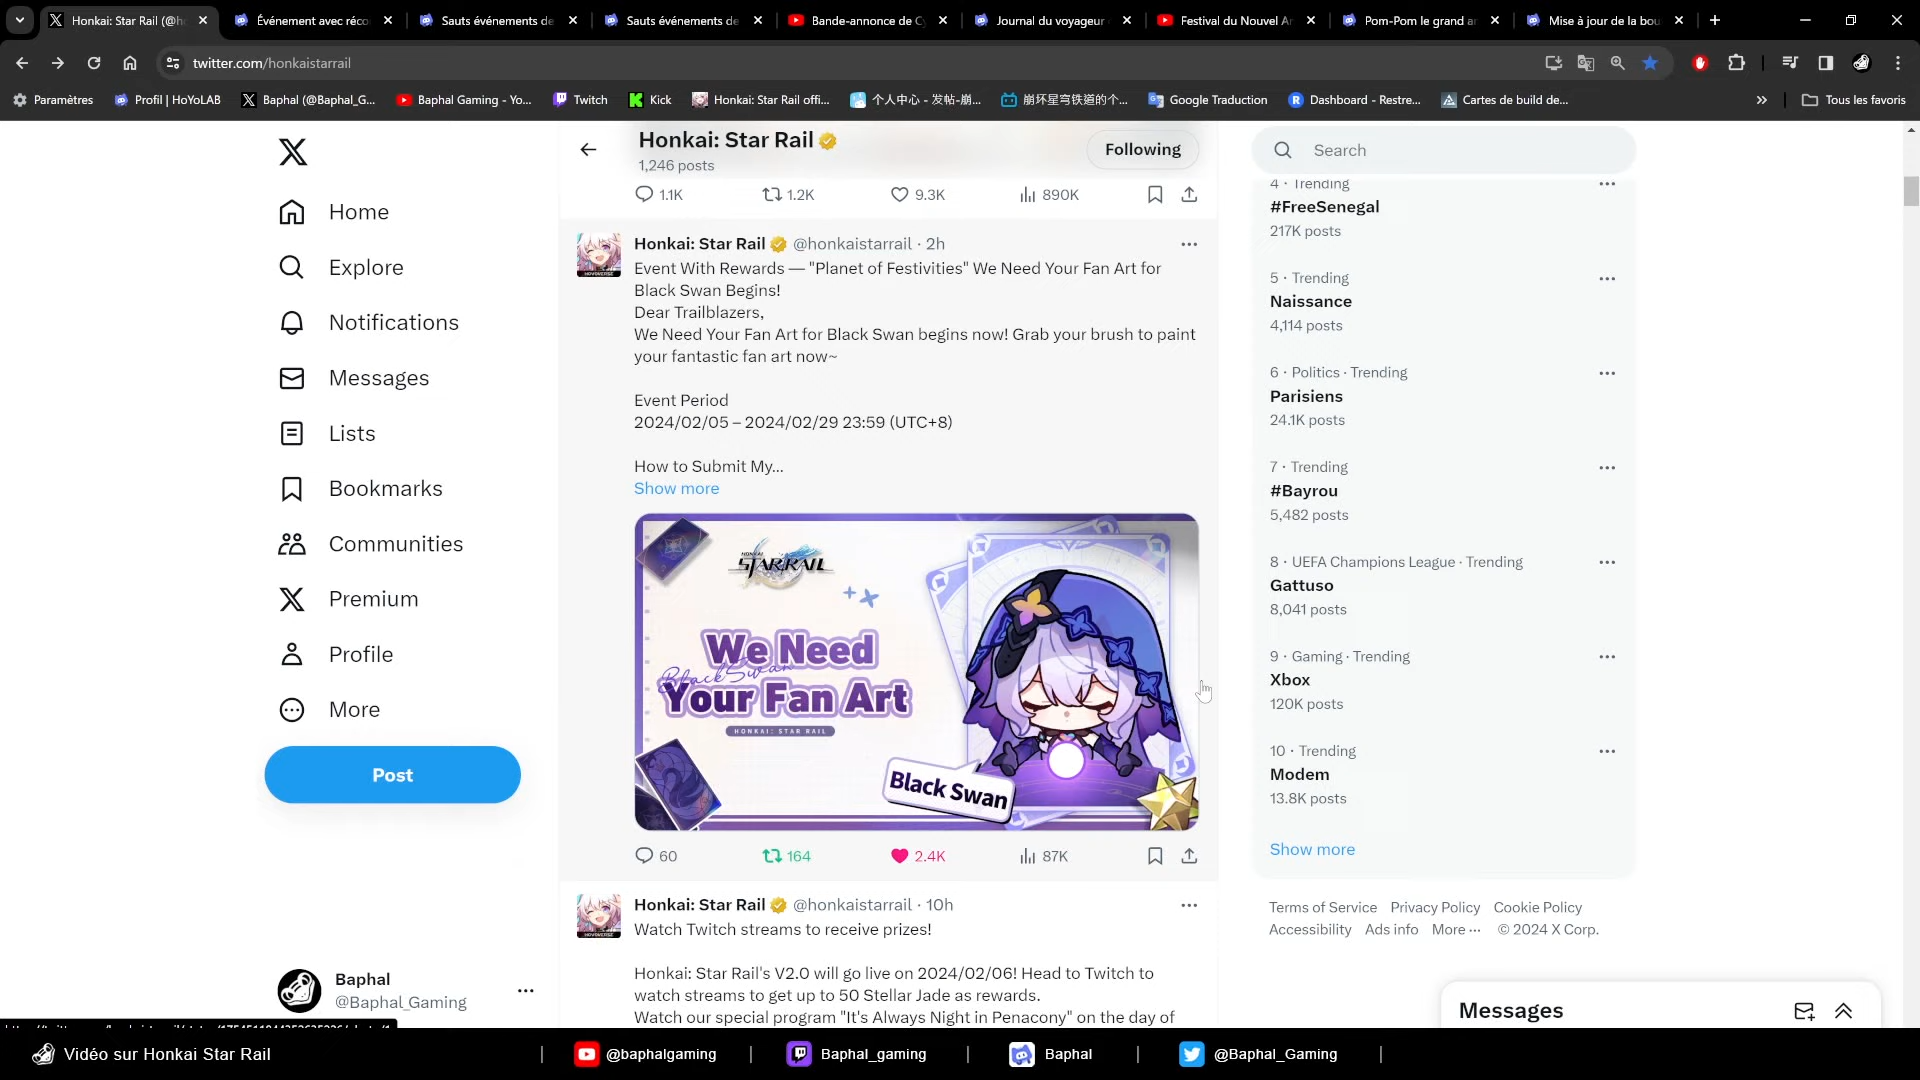 Honkai: Star Rail (@h
Événement avec réco
Sauts événements de
Sauts événements de
Bande-annonce de C
Journal du voyageur
Festival du Nouvel A
Pom-Pom le grand ar
Mise à jour de la bou
twitter.com/honkaistarrail
Paramètres
Profil | HoYoLAB
Baphal (@Baphal_G...
Baphal Gaming - Yo...
Twitch
Kick
Honkai: Star Rail offi...
个人中心 - 发帖-崩...
崩坏星穹铁道的个...
Google Traduction
Dashboard - Restre...
Cartes de build de...
Tous les favoris
Home
Explore
Notifications
Messages
Lists
Bookmarks
Communities
Premium
Profile
More
Post
Baphal
@Baphal_Gaming
Honkai: Star Rail
1,246 posts
Following
1.1K 1.2K 9.3K 890K
Honkai: Star Rail @honkaistarrail · 2h
Event With Rewards — "Planet of Festivities" We Need Your Fan Art for
Black Swan Begins!
Dear Trailblazers,
We Need Your Fan Art for Black Swan begins now! Grab your brush to paint
your fantastic fan art now~
Event Period
2024/02/05 – 2024/02/29 23:59 (UTC+8)
How to Submit My...
Show more
HONKAI
STAR RAIL
We Need
Black Swan
Your Fan Art
HONKAI: STAR RAIL
Black Swan
60 164 2.4K 87K
Honkai: Star Rail @honkaistarrail · 10h
Watch Twitch streams to receive prizes!
Honkai: Star Rail's V2.0 will go live on 2024/02/06! Head to Twitch to
watch streams to get up to 50 Stellar Jade as rewards.
Watch our special program "It's Always Night in Penacony" on the day of
Search
4 · Trending
#FreeSenegal
217K posts
5 · Trending
Naissance
4,114 posts
6 · Politics · Trending
Parisiens
24.1K posts
7 · Trending
#Bayrou
5,482 posts
8 · UEFA Champions League · Trending
Gattuso
8,041 posts
9 · Gaming · Trending
Xbox
120K posts
10 · Trending
Modem
13.8K posts
Show more
Terms of Service Privacy Policy Cookie Policy
Accessibility Ads info More ··· © 2024 X Corp.
Messages
Vidéo sur Honkai Star Rail | @baphalgaming | Baphal_gaming | Baphal | @Baphal_Gaming |